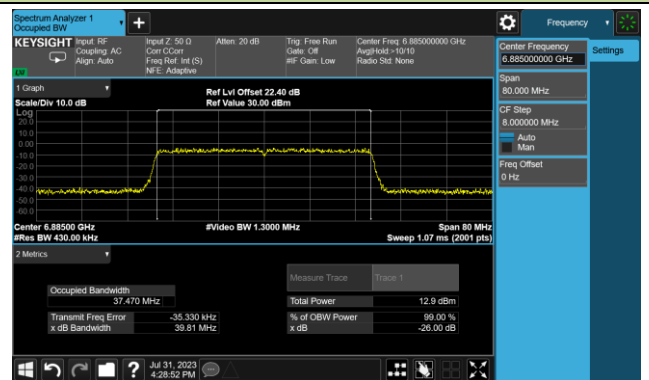 Spectrum Analyzer 1
Occupied BW
Frequency
KEYSIGHT
Input: RF
Coupling: AC
Align: Auto
Input Z: 50 Ω
Corr CCorr
Freq Ref: Int (S)
NFE: Adaptive
Atten: 20 dB
Trig: Free Run
Gate: Off
#IF Gain: Low
Center Freq: 6.885000000 GHz
Avg|Hold:>10/10
Radio Std: None
Center Frequency
6.885000000 GHz
Settings
Span
80.000 MHz
CF Step
8.000000 MHz
Auto
Man
Freq Offset
0 Hz
1 Graph
Scale/Div 10.0 dB
Ref Lvl Offset 22.40 dB
Ref Value 30.00 dBm
Log
20.0
10.0
0.00
-10.0
-20.0
-30.0
-40.0
-50.0
-60.0
Center 6.88500 GHz
#Res BW 430.00 kHz
#Video BW 1.3000 MHz
Span 80 MHz
Sweep 1.07 ms (2001 pts)
2 Metrics
Measure Trace
Trace 1
Occupied Bandwidth
37.470 MHz
Total Power
12.9 dBm
Transmit Freq Error
-35.330 kHz
% of OBW Power
99.00 %
x dB Bandwidth
39.81 MHz
x dB
-26.00 dB
Jul 31, 2023
4:28:52 PM